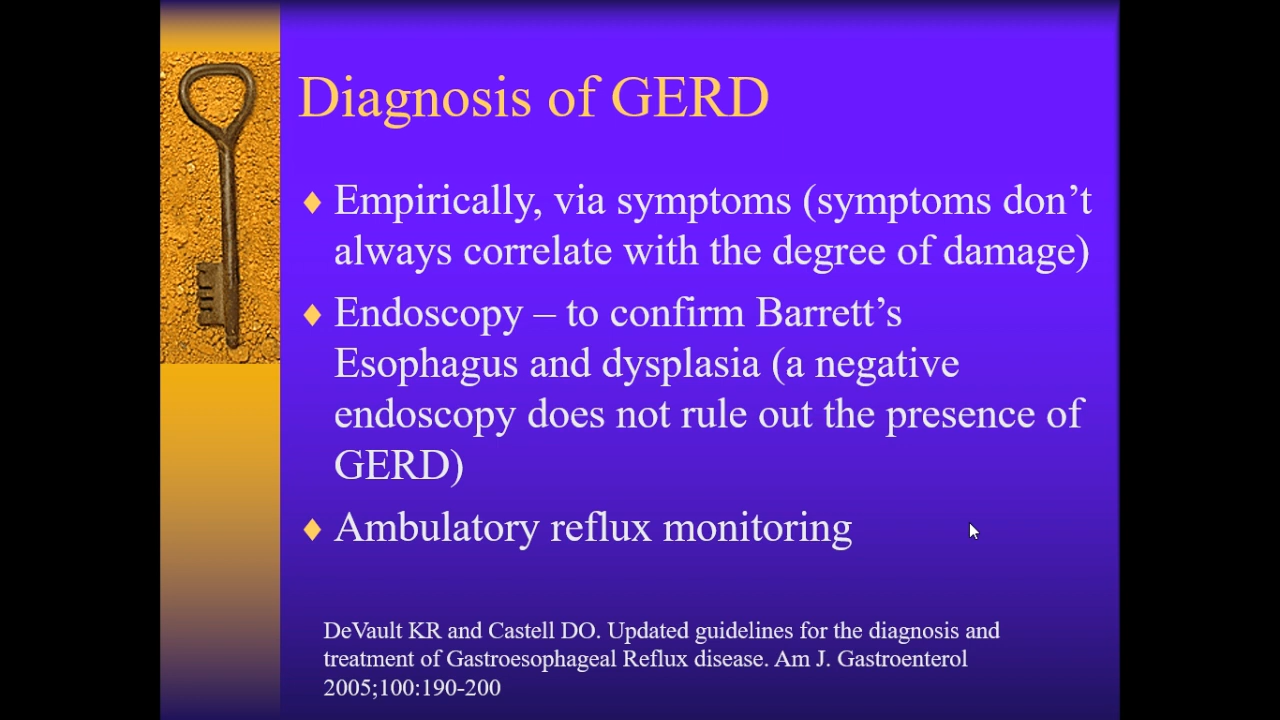 Diagnosis of GERD
Empirically, via symptoms (symptoms don’t
always correlate with the degree of damage)
Endoscopy – to confirm Barrett’s
Esophagus and dysplasia (a negative
endoscopy does not rule out the presence of
GERD)
Ambulatory reflux monitoring
DeVault KR and Castell DO. Updated guidelines for the diagnosis and
treatment of Gastroesophageal Reflux disease. Am J. Gastroenterol
2005;100:190-200